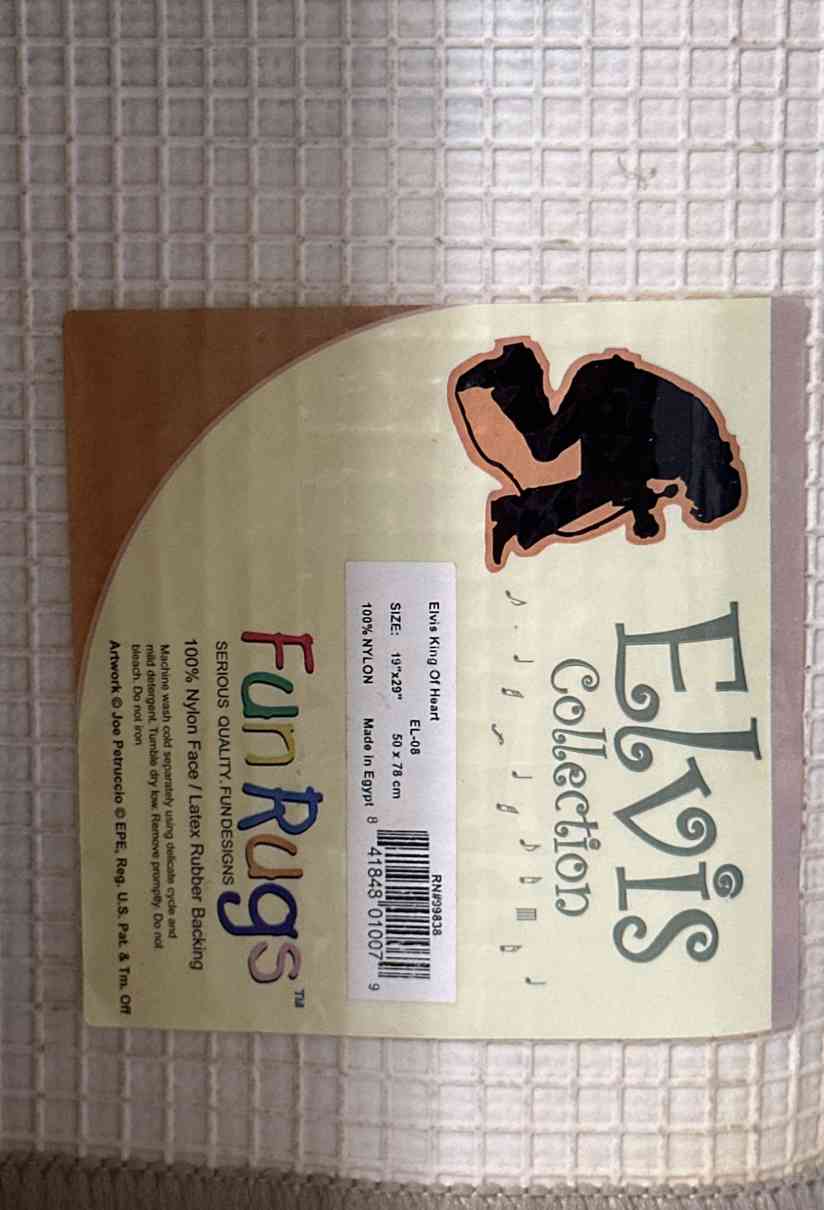 Elvis
Collection
Elvis King Of Heart
EL-08
RN#99838
SIZE: 19"x29" 50 x 78 cm
100% NYLON Made In Egypt
8 41848 01007 9
Fun Rugs™
SERIOUS QUALITY. FUN DESIGNS
100% Nylon Face / Latex Rubber Backing
Machine wash cold separately using delicate cycle and
mild detergent. Tumble dry low. Remove promptly. Do not
bleach. Do not iron
Artwork © Joe Petruccio © EPE, Reg. U.S. Pat. & Tm. Off